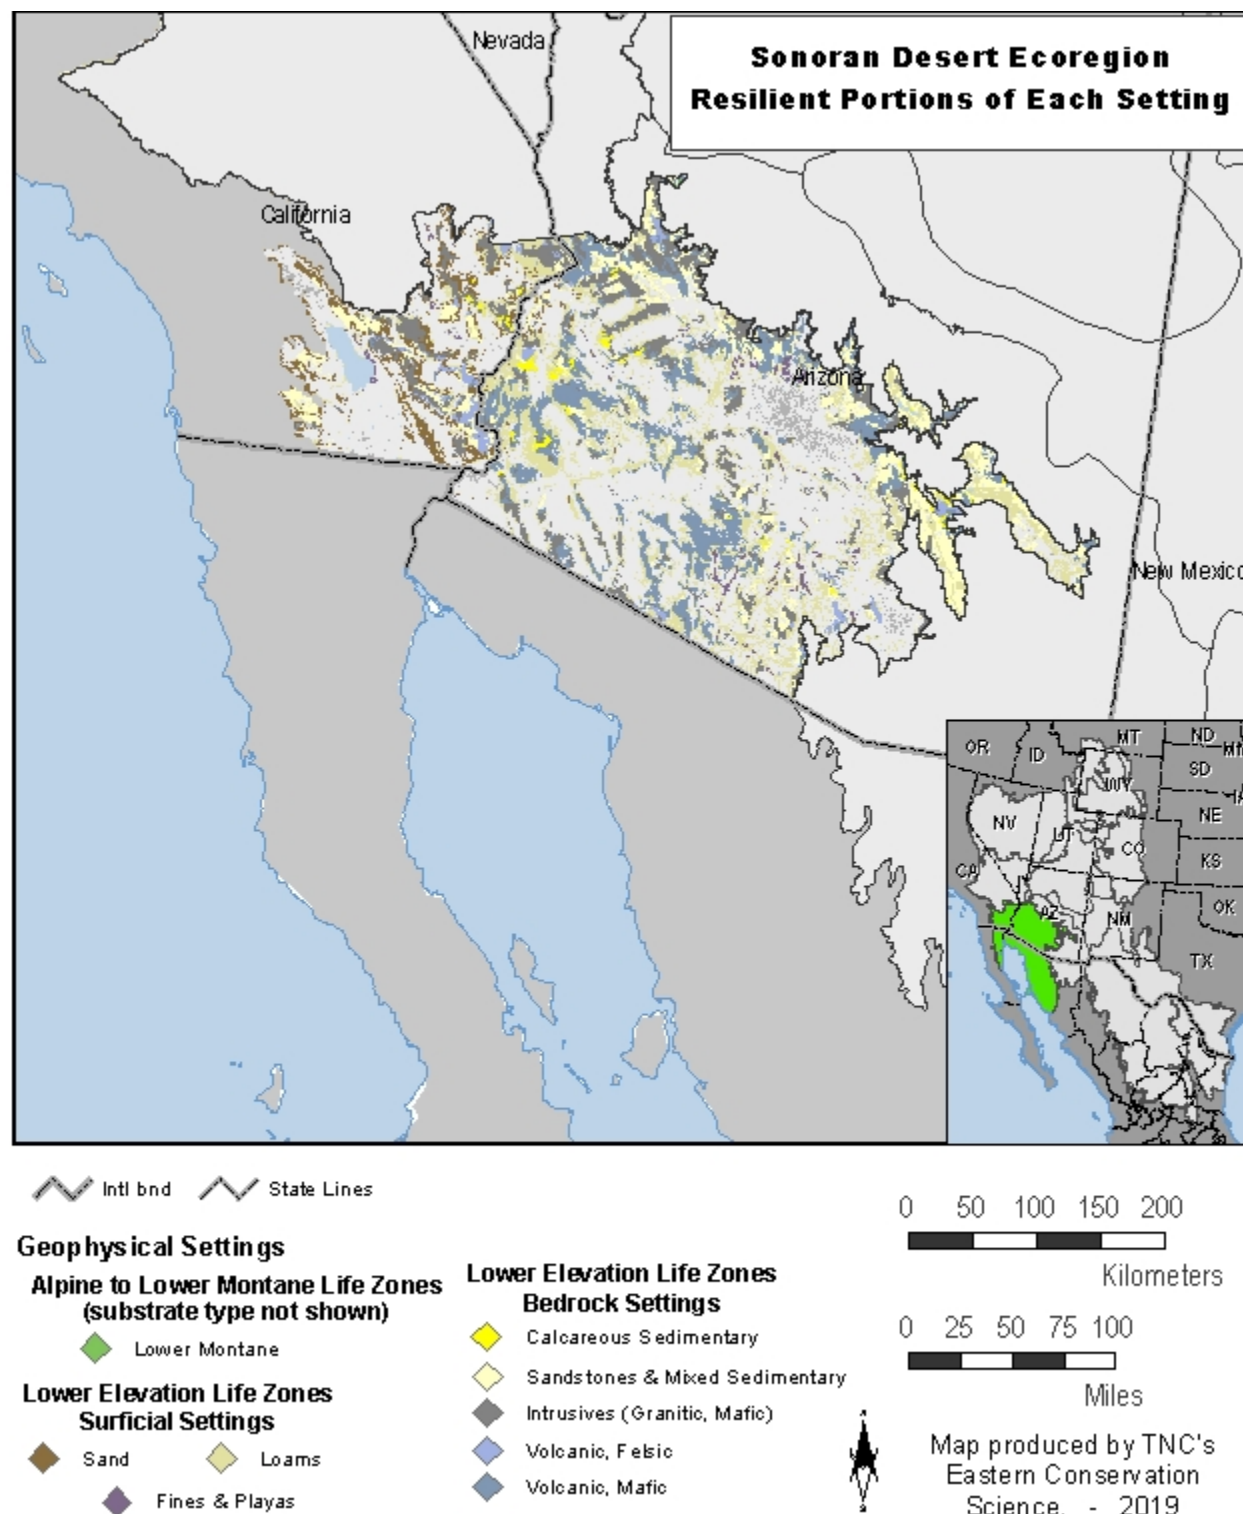 Nevada
Sonoran Desert Ecoregion
Resilient Portions of Each Setting
California
Arizona
New Mexico
OR
ID
MT
ND
SD
WY
NE
NV
UT
CO
CA
KS
AZ
NM
OK
TX
Intl bnd
State Lines
Geophysical Settings
Alpine to Lower Montane Life Zones
(substrate type not shown)
Lower Montane
Lower Elevation Life Zones
Surficial Settings
Sand
Loams
Fines & Playas
Lower Elevation Life Zones
Bedrock Settings
Calcareous Sedimentary
Sandstones & Mixed Sedimentary
Intrusives (Granitic, Mafic)
Volcanic, Felsic
Volcanic, Mafic
0 50 100 150 200
Kilometers
0 25 50 75 100
Miles
Map produced by TNC's
Eastern Conservation
Science. - 2019